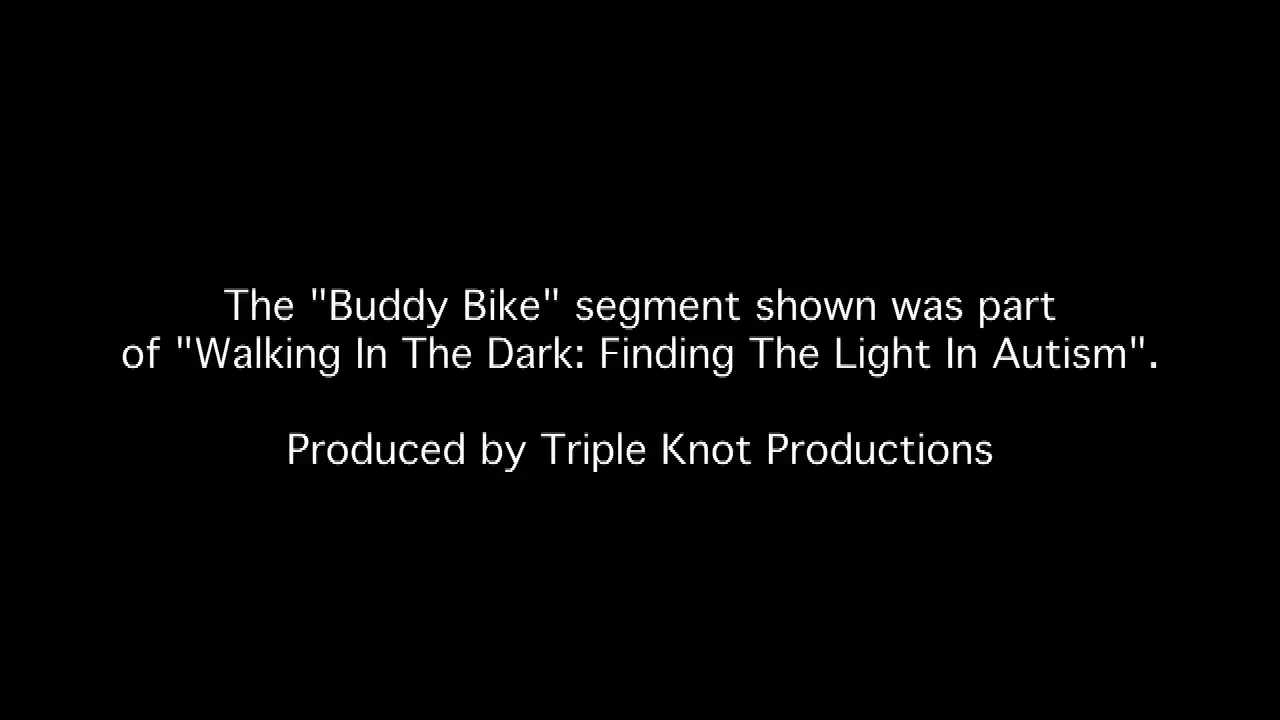 The "Buddy Bike" segment shown was part
of "Walking In The Dark: Finding The Light In Autism".
Produced by Triple Knot Productions